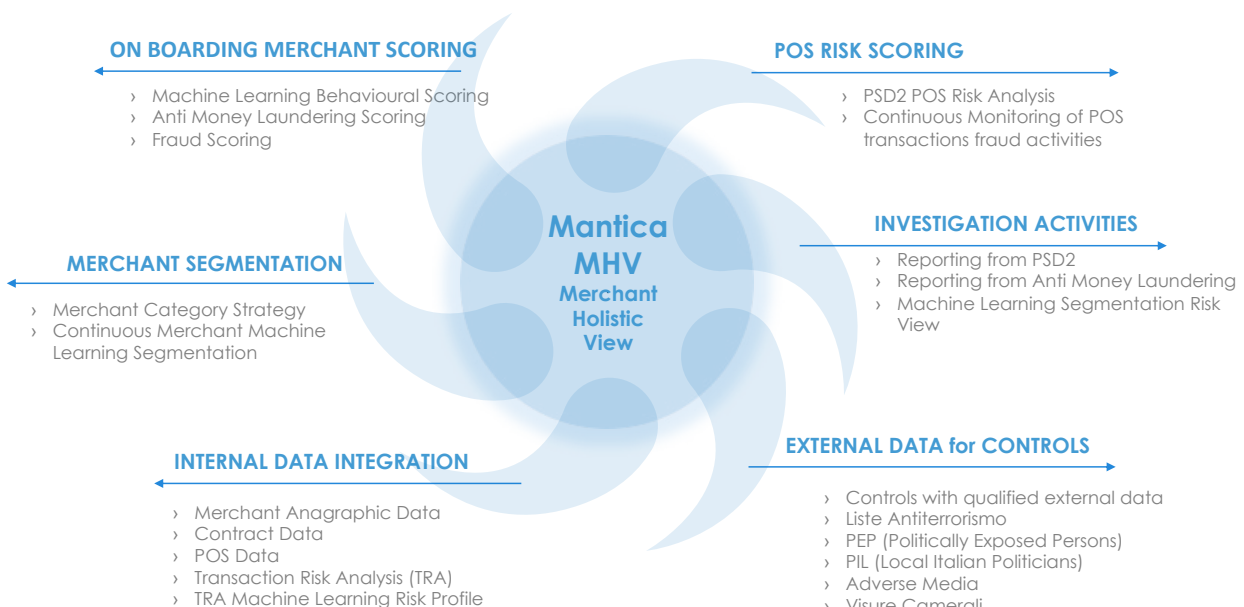 ON BOARDING MERCHANT SCORING
› Machine Learning Behavioural Scoring
› Anti Money Laundering Scoring
› Fraud Scoring
POS RISK SCORING
› PSD2 POS Risk Analysis
› Continuous Monitoring of POS
transactions fraud activities
Mantica
MHV
Merchant
Holistic
View
MERCHANT SEGMENTATION
› Merchant Category Strategy
› Continuous Merchant Machine
Learning Segmentation
INVESTIGATION ACTIVITIES
› Reporting from PSD2
› Reporting from Anti Money Laundering
› Machine Learning Segmentation Risk
View
INTERNAL DATA INTEGRATION
› Merchant Anagraphic Data
› Contract Data
› POS Data
› Transaction Risk Analysis (TRA)
› TRA Machine Learning Risk Profile
EXTERNAL DATA for CONTROLS
› Controls with qualified external data
› Liste Antiterrorismo
› PEP (Politically Exposed Persons)
› PIL (Local Italian Politicians)
› Adverse Media
› Visure Camerali